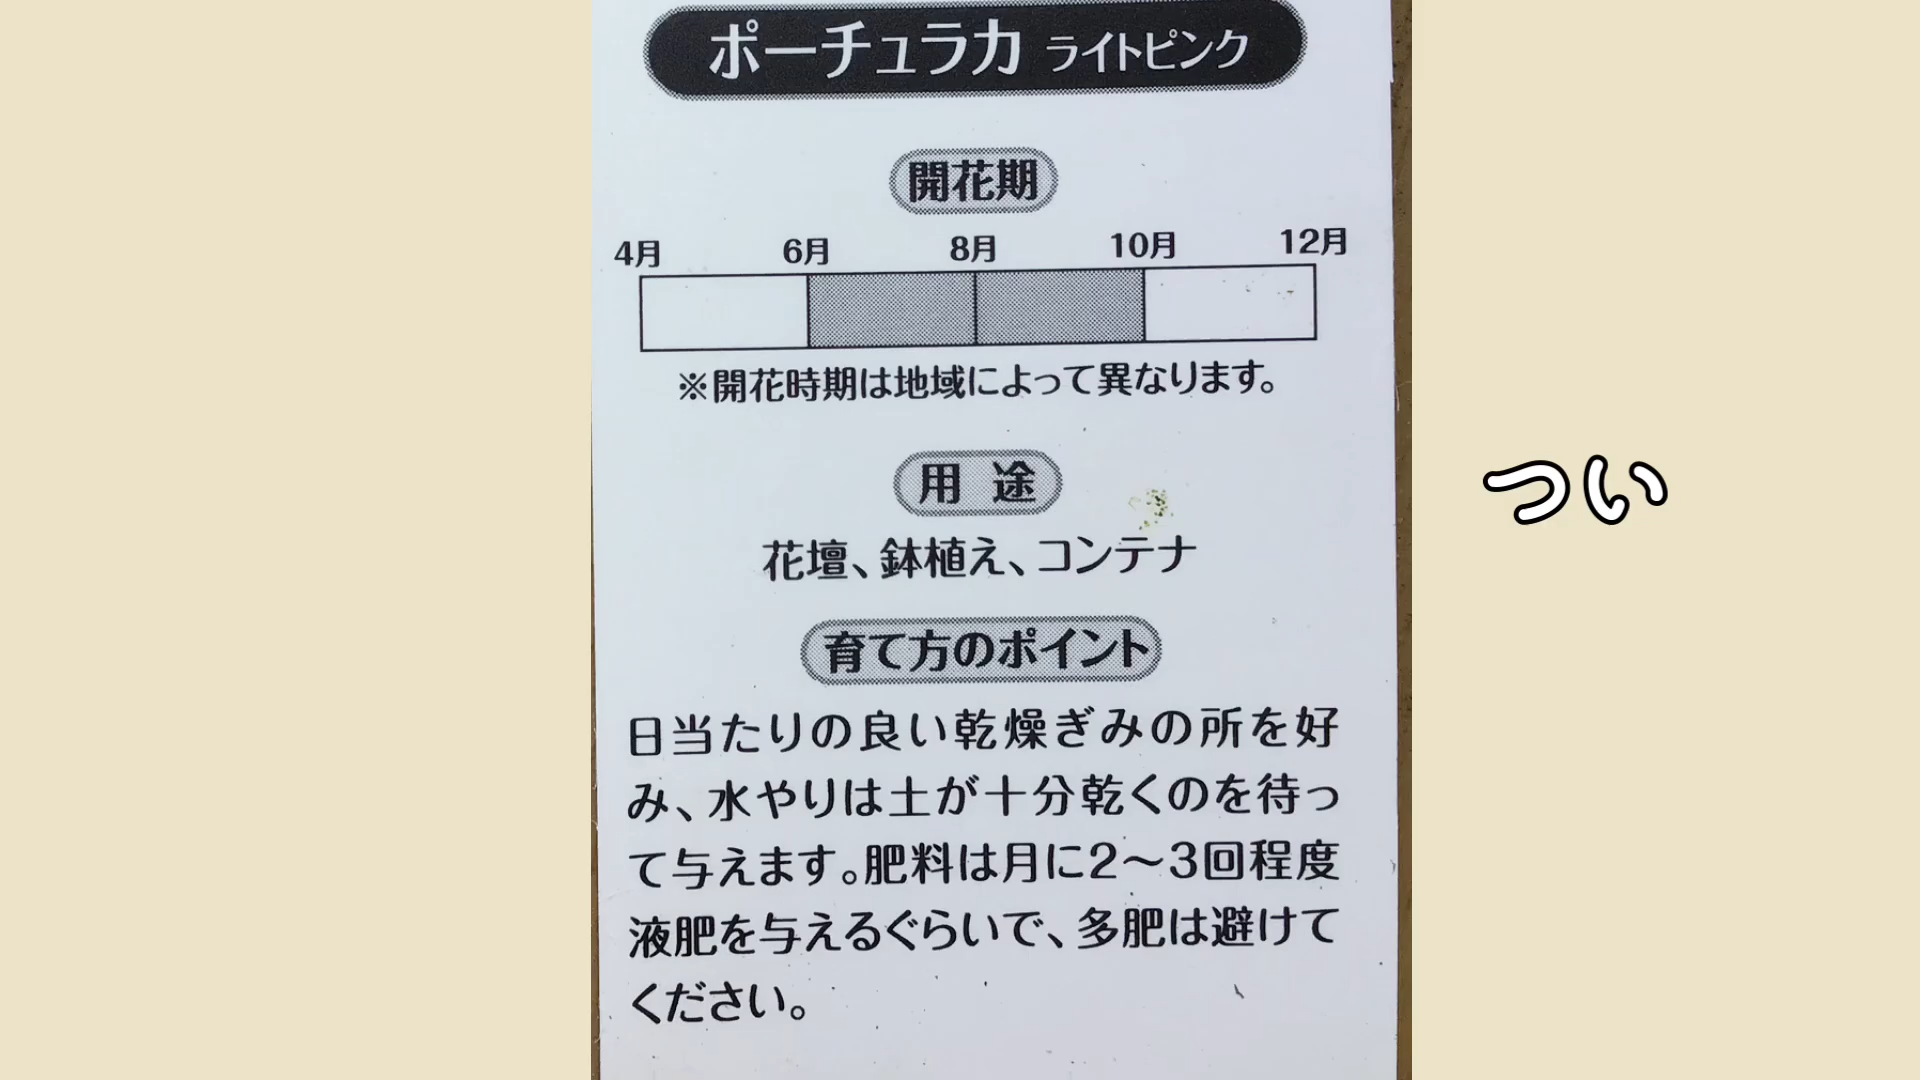 ポーチュラカ ライトピンク
開花期
4月 6月 8月 10月 12月
※開花時期は地域によって異なります。
用途
花壇、鉢植え、コンテナ
育て方のポイント
日当たりの良い乾燥ぎみの所を好
み、水やりは土が十分乾くのを待っ
て与えます。肥料は月に2〜3回程度
液肥を与えるぐらいで、多肥は避けて
ください。
つい